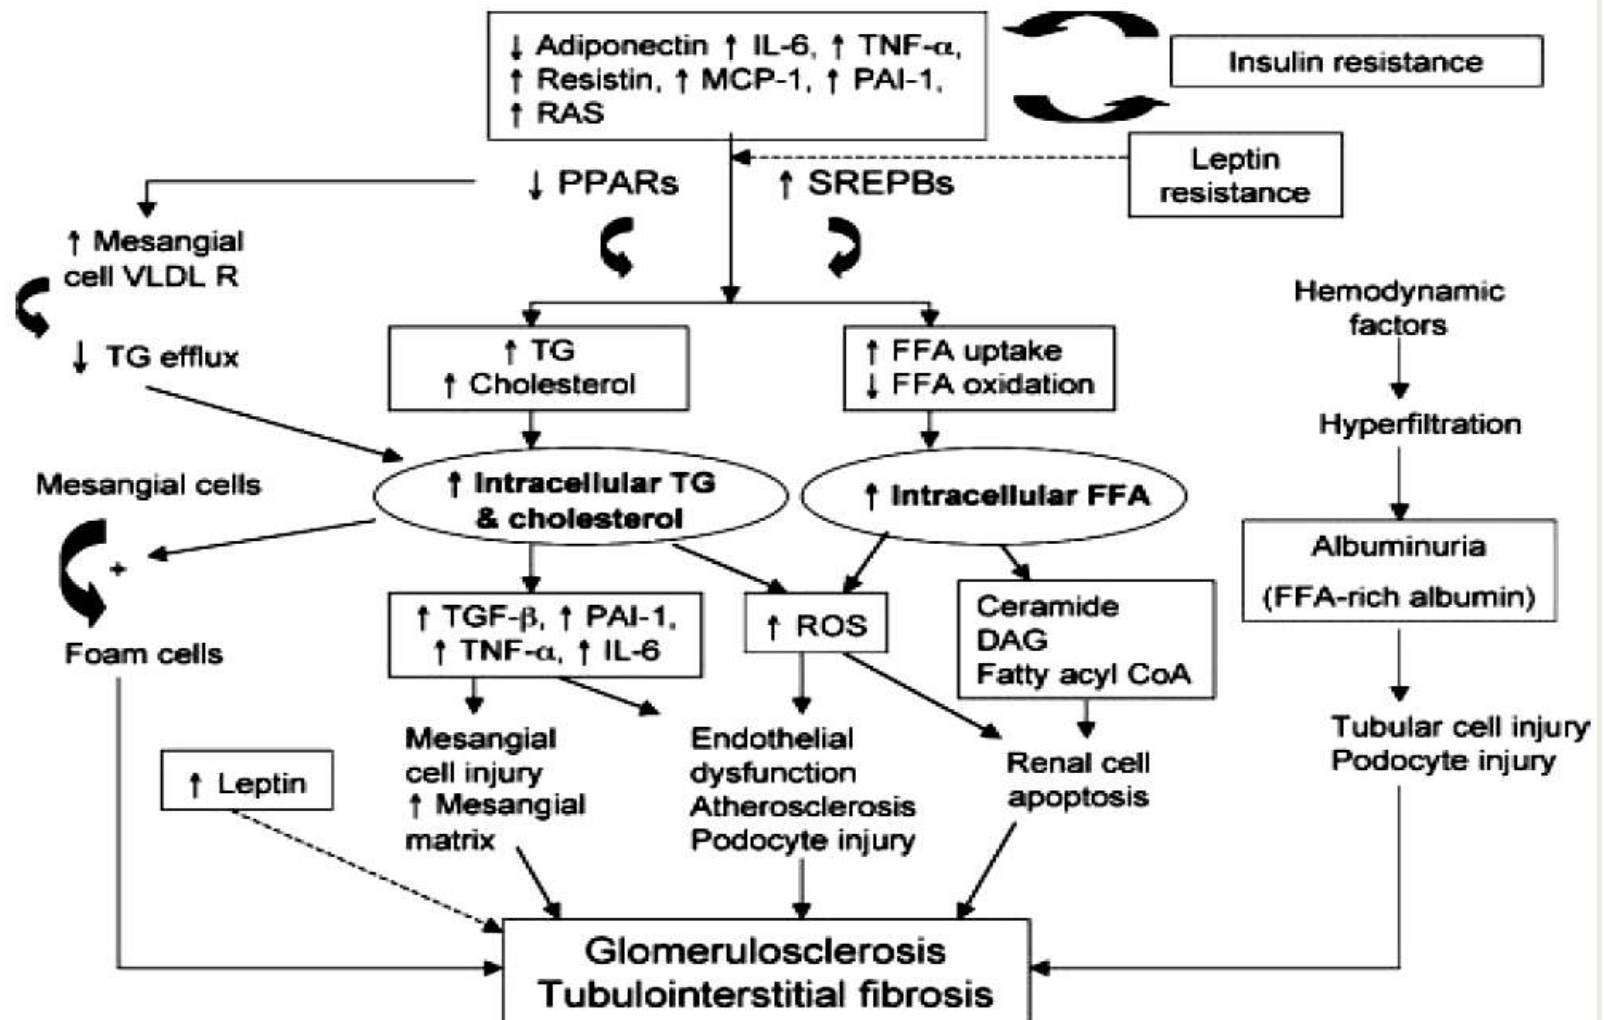 ↓ Adiponectin ↑ IL-6, ↑ TNF-α,
↑ Resistin, ↑ MCP-1, ↑ PAI-1,
↑ RAS
Insulin resistance
Leptin
resistance
↓ PPARs
↑ SREPBs
↑ Mesangial
cell VLDL R
↓ TG efflux
↑ TG
↑ Cholesterol
↑ FFA uptake
↓ FFA oxidation
Hemodynamic
factors
Hyperfiltration
Mesangial cells
↑ Intracellular TG
& cholesterol
↑ Intracellular FFA
+
Foam cells
Albuminuria
(FFA-rich albumin)
↑ TGF-β, ↑ PAI-1,
↑ TNF-α, ↑ IL-6
↑ ROS
Ceramide
DAG
Fatty acyl CoA
Tubular cell injury
Podocyte injury
↑ Leptin
Mesangial
cell injury
↑ Mesangial
matrix
Endothelial
dysfunction
Atherosclerosis
Podocyte injury
Renal cell
apoptosis
Glomerulosclerosis
Tubulointerstitial fibrosis